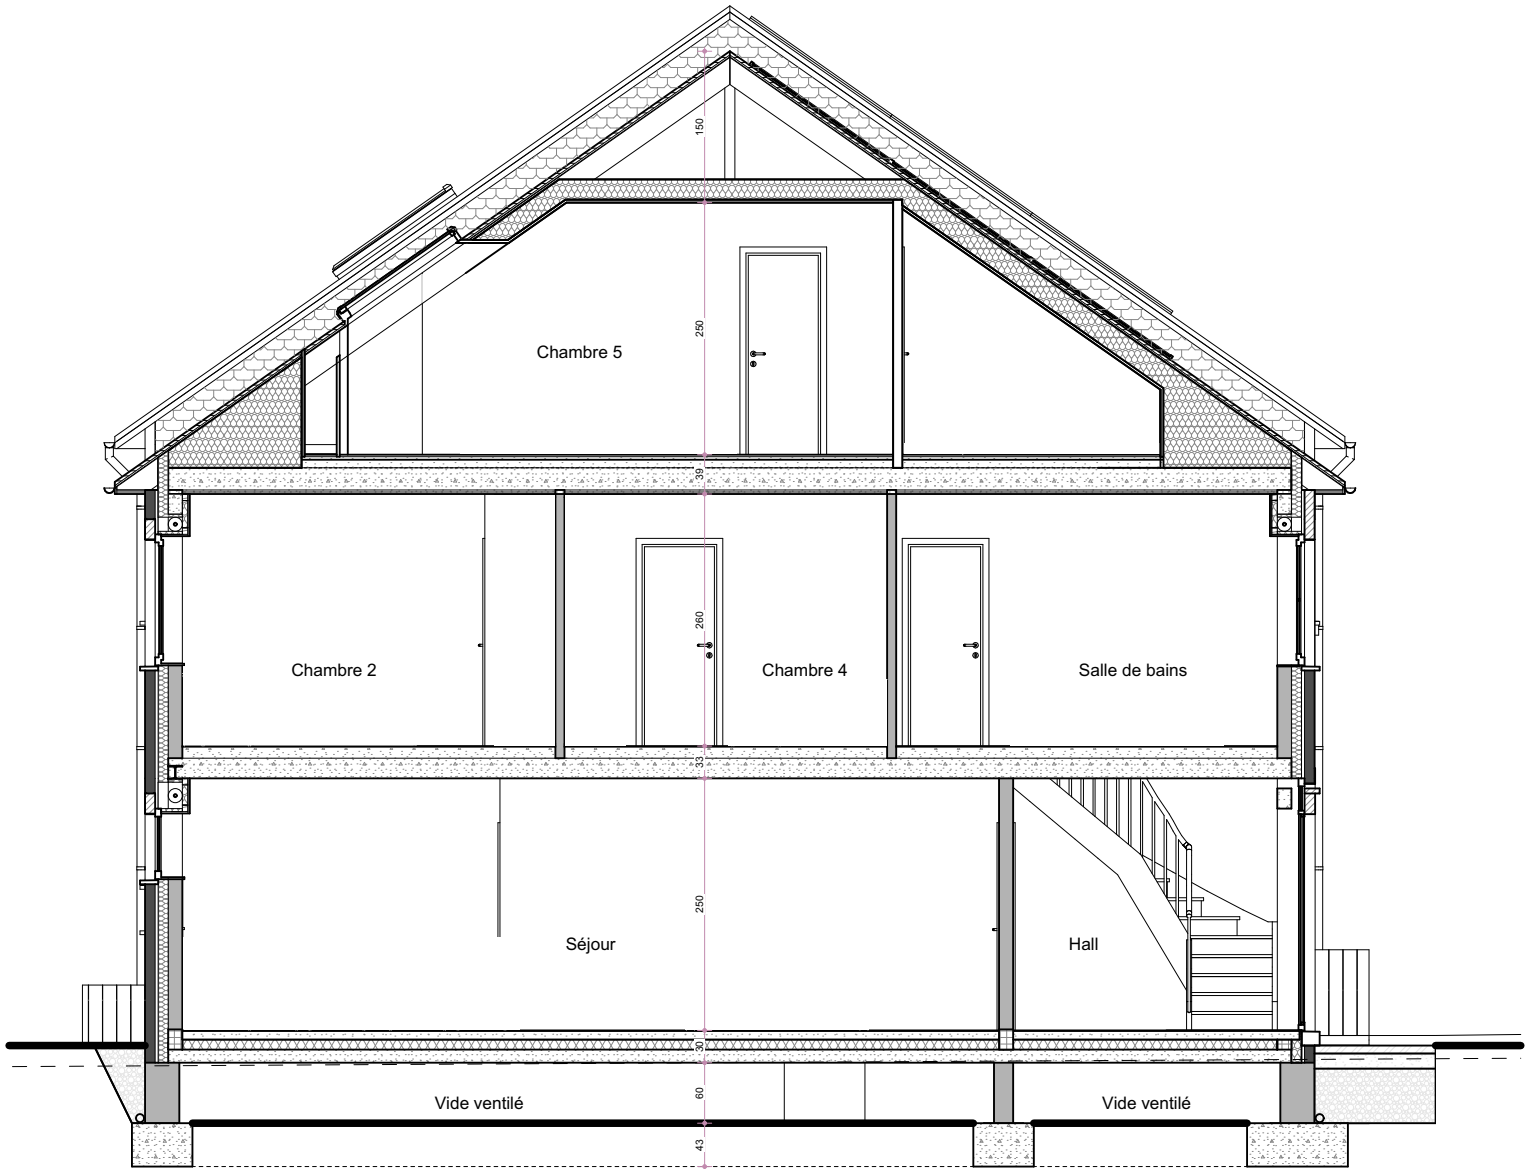 150
250
Chambre 5
39
260
Chambre 2
Chambre 4
Salle de bains
33
250
Séjour
Hall
30
60
Vide ventilé
Vide ventilé
43